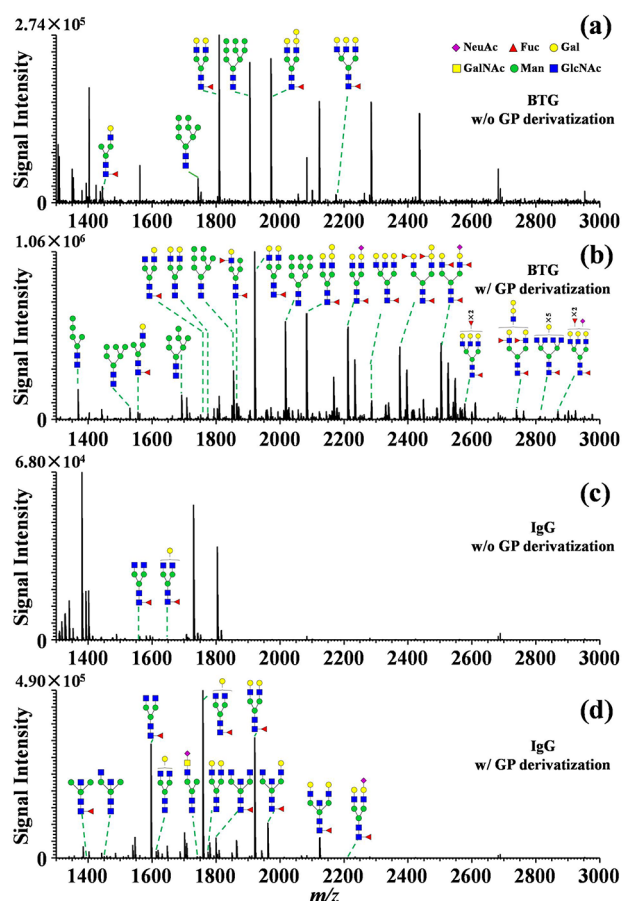 2.74×10⁵
(a)
NeuAc Fuc Gal
GalNAc Man GlcNAc
BTG
w/o GP derivatization
Signal Intensity
0
1400 1600 1800 2000 2200 2400 2600 2800 3000
1.06×10⁶
(b)
BTG
w/ GP derivatization
×2
×5
×2
Signal Intensity
0
1400 1600 1800 2000 2200 2400 2600 2800 3000
6.80×10⁴
(c)
IgG
w/o GP derivatization
Signal Intensity
0
1400 1600 1800 2000 2200 2400 2600 2800 3000
4.90×10⁵
(d)
IgG
w/ GP derivatization
Signal Intensity
0
1400 1600 1800 2000 2200 2400 2600 2800 3000
m/z